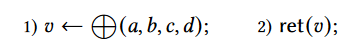 1) v ← ⨁(a, b, c, d); 2) ret(v);